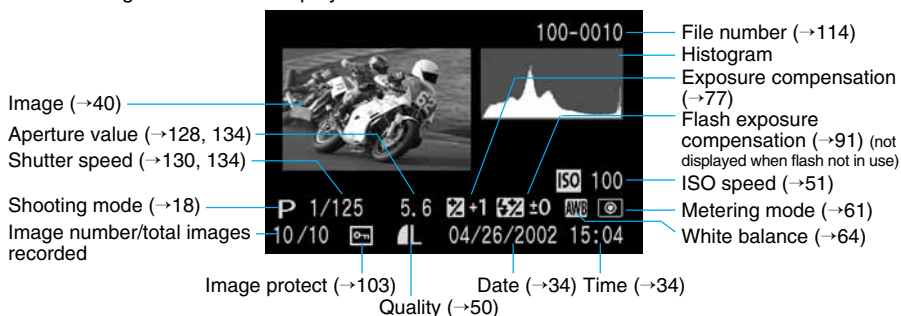 100-0010
File number (→114)
Histogram
Exposure compensation
(→77)
Image (→40)
Flash exposure
compensation (→91) (not
displayed when flash not in use)
Aperture value (→128, 134)
Shutter speed (→130, 134)
ISO 100
ISO speed (→51)
Shooting mode (→18)
P 1/125 5.6 +1 ±0 AWB
Metering mode (→61)
Image number/total images
recorded
10/10 L 04/26/2002 15:04
White balance (→64)
Image protect (→103)
Date (→34) Time (→34)
Quality (→50)